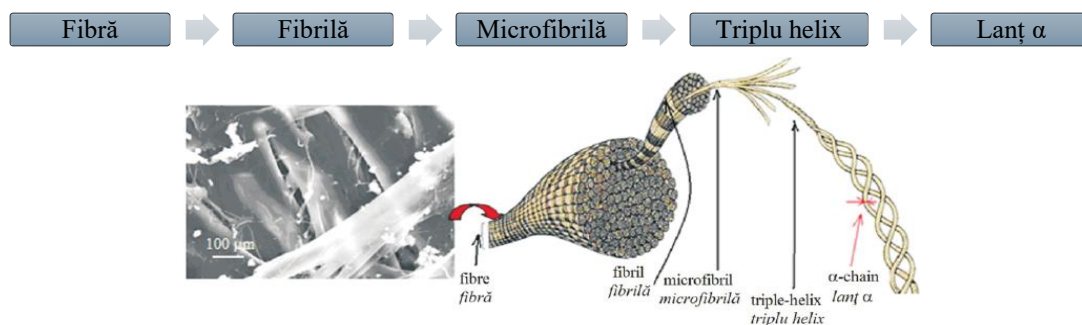 Fibră
Fibrilă
Microfibrilă
Triplu helix
Lanț α
100 μm
fibre
fibră
fibril
fibrilă
microfibril
microfibrilă
triple-helix
triplu helix
α-chain
lanț α